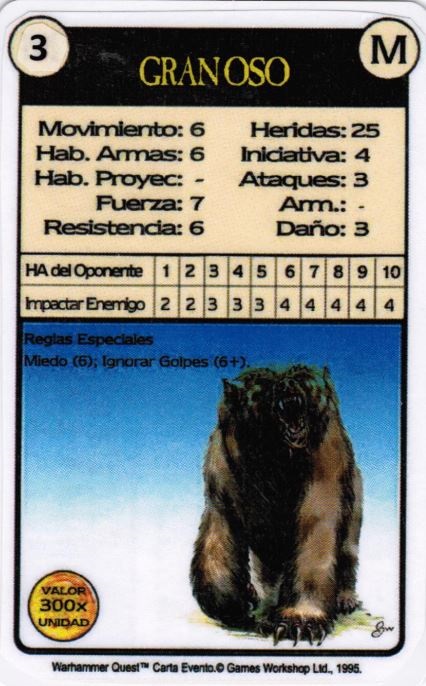 3
M
GRAN OSO
Movimiento: 6 Heridas: 25
Hab. Armas: 6 Iniciativa: 4
Hab. Proyec: - Ataques: 3
Fuerza: 7 Arm.: -
Resistencia: 6 Daño: 3
HA del Oponente 1 2 3 4 5 6 7 8 9 10
Impactar Enemigo 2 2 3 3 3 4 4 4 4 4
Reglas Especiales
Miedo (6); Ignorar Golpes (6+).
VALOR
300x
UNIDAD
Warhammer Quest™ Carta Evento.© Games Workshop Ltd., 1995.